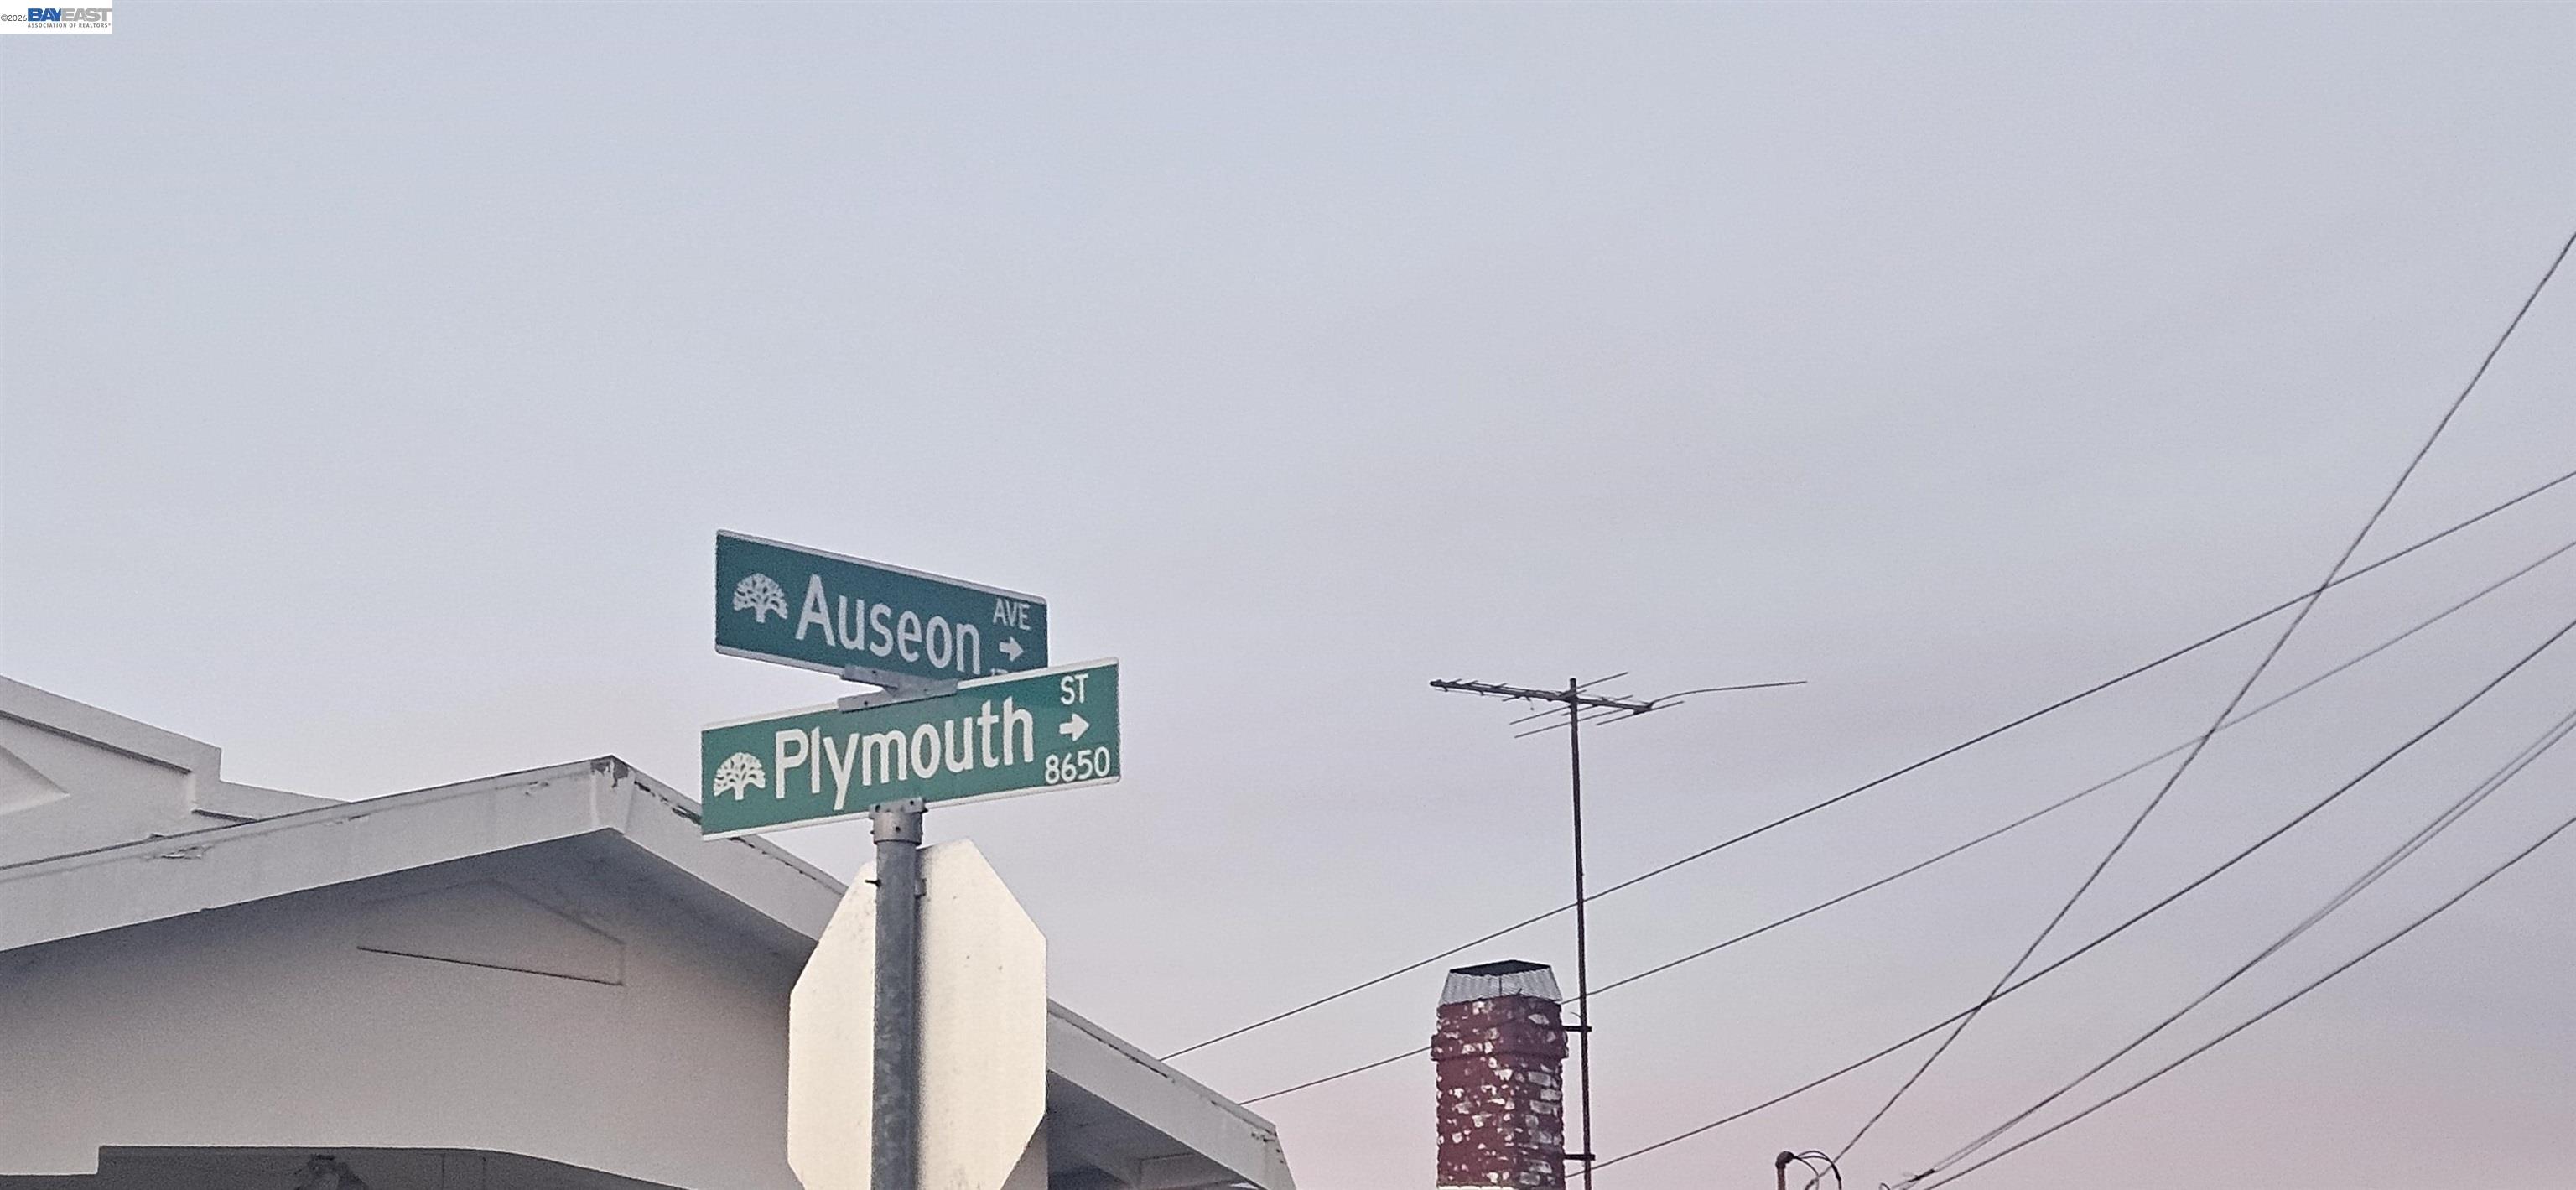 ©2026 BAYEAST
ASSOCIATION OF REALTORS®
Auseon AVE
Plymouth ST
8650